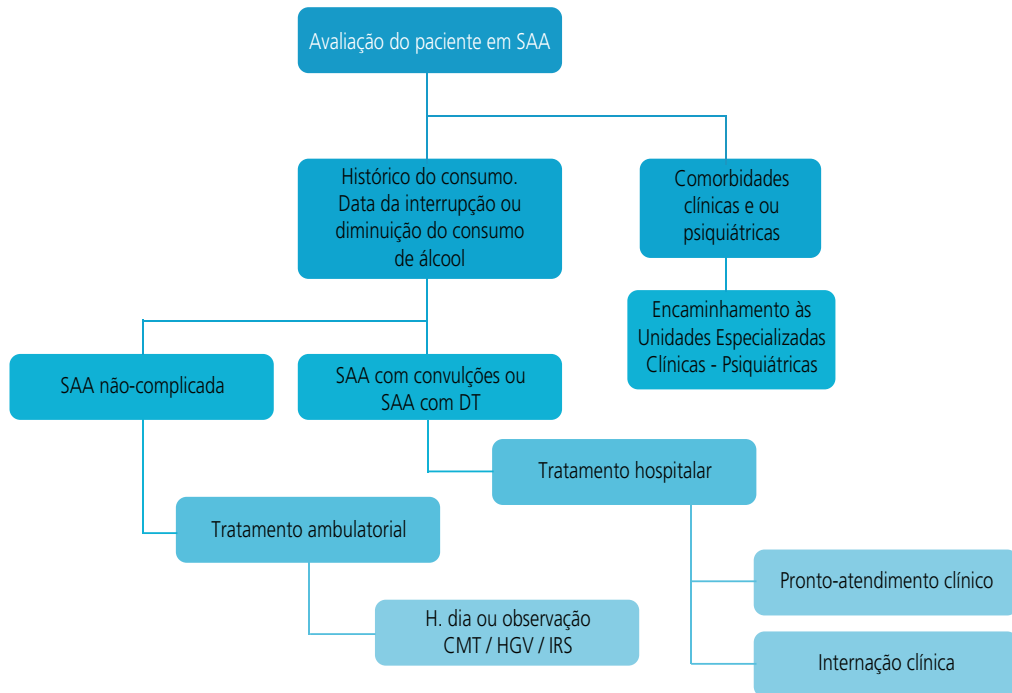 Avaliação do paciente em SAA
Histórico do consumo.
Data da interrupção ou
diminuição do consumo
de álcool
Comorbidades
clínicas e ou
psiquiátricas
Encaminhamento às
Unidades Especializadas
Clínicas - Psiquiátricas
SAA não-complicada
SAA com convulções ou
SAA com DT
Tratamento hospitalar
Tratamento ambulatorial
Pronto-atendimento clínico
H. dia ou observação
CMT / HGV / IRS
Internação clínica